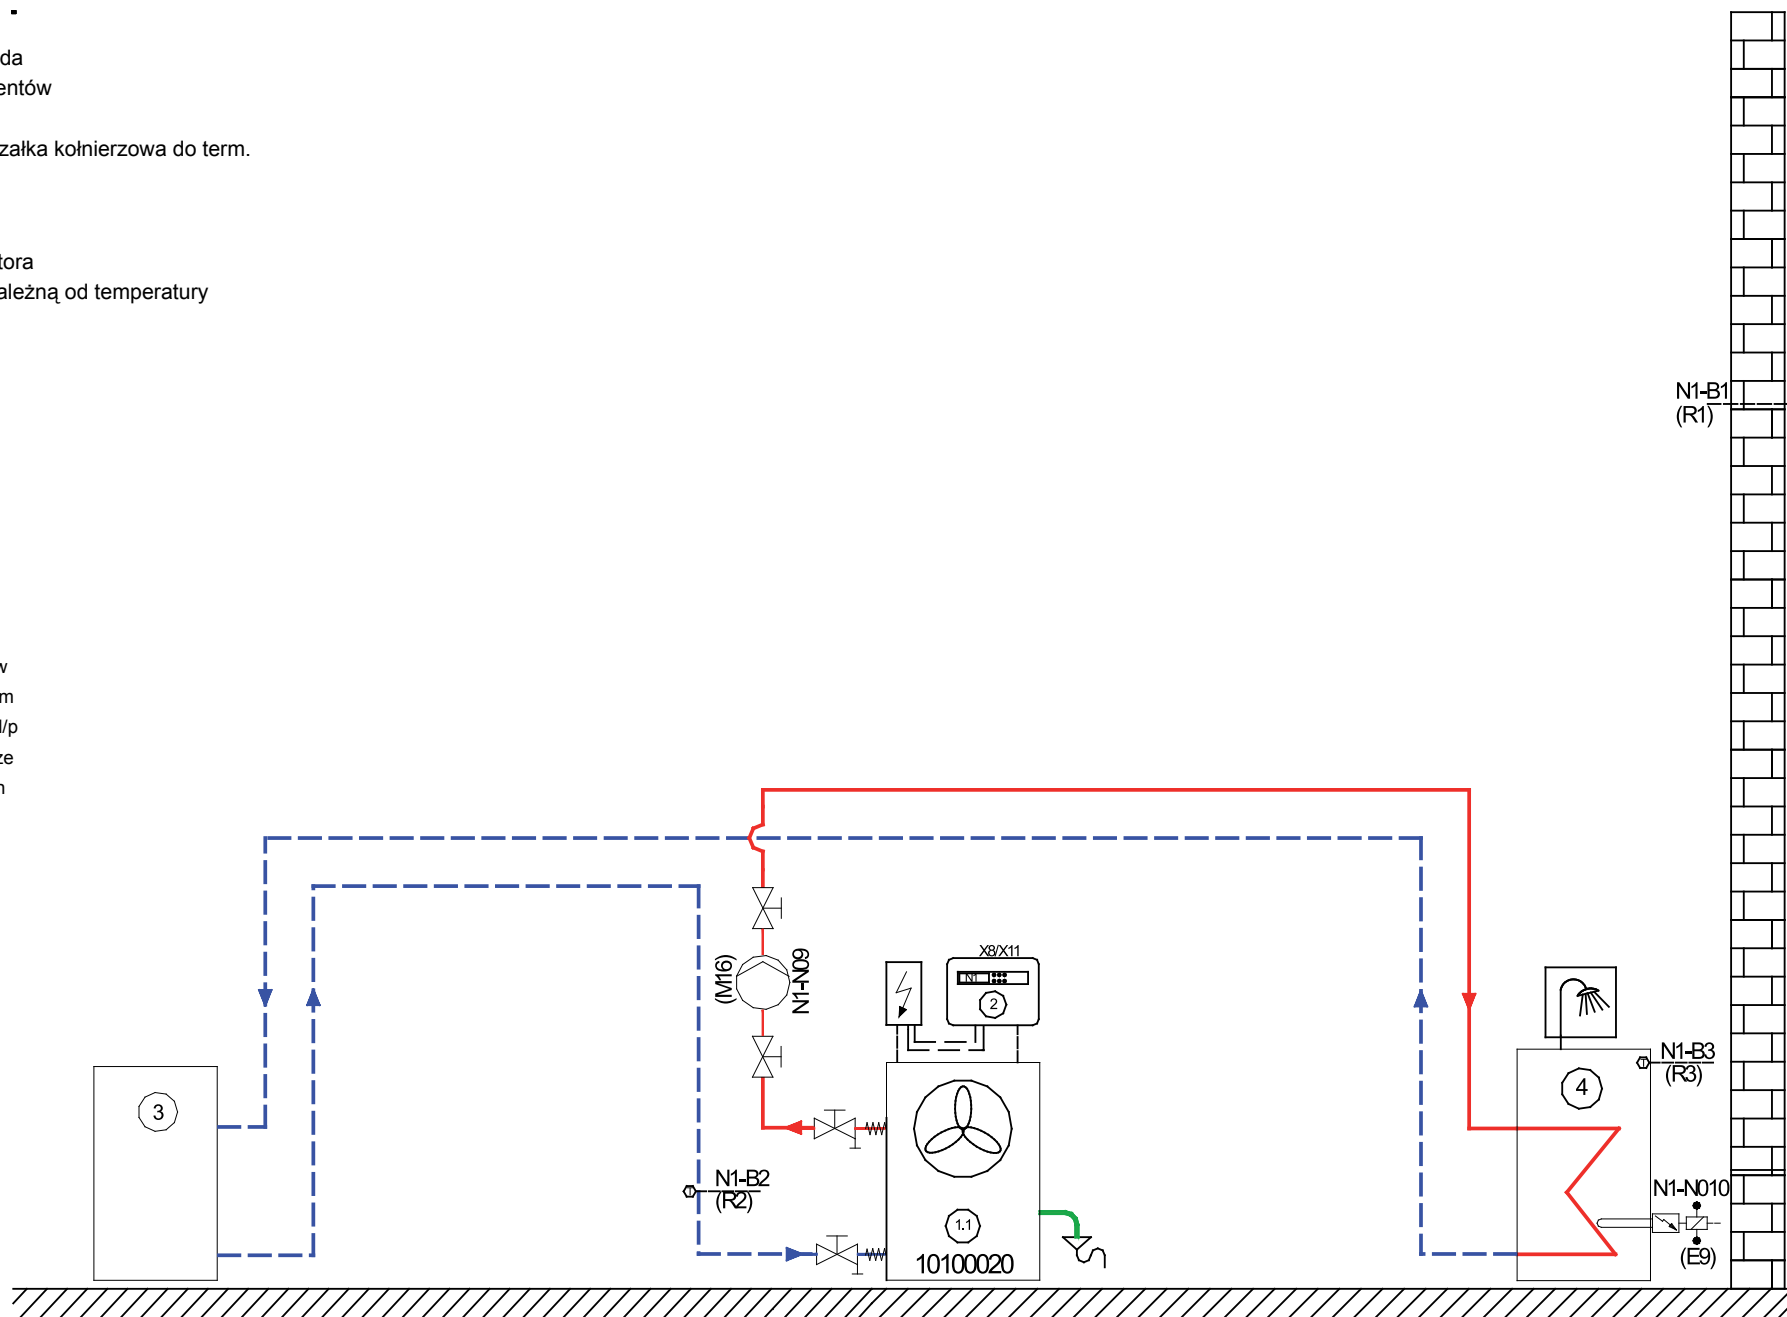 da
entów
załka kołnierzowa do term.
tora
ależną od temperatury
w
m
l/p
ze
n
N1-B1
(R1)
X8/X11
N1
2
(M16)
N1-N09
3
4
N1-B3
(R3)
N1-B2
(R2)
1.1
10100020
N1-N010
(E9)